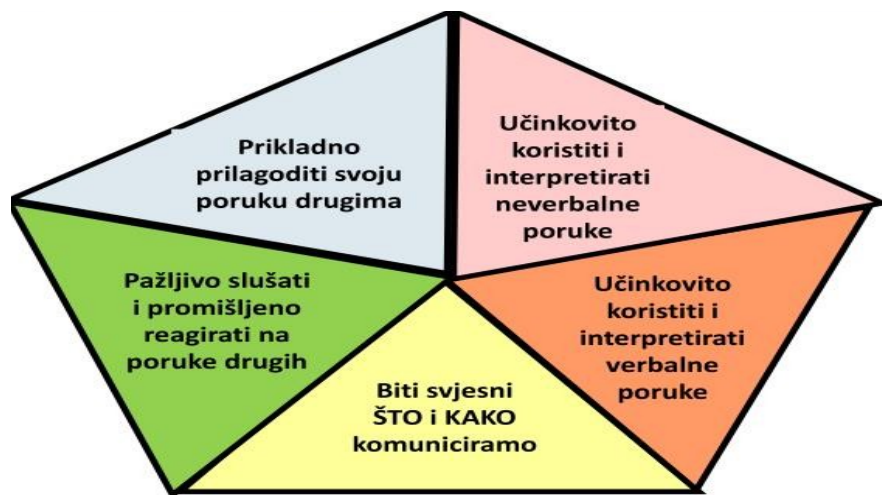 Prikladno
prilagoditi svoju
poruku drugima
Učinkovito
koristiti i
interpretirati
neverbalne
poruke
Pažljivo slušati
i promišljeno
reagirati na
poruke drugih
Učinkovito
koristiti i
interpretirati
verbalne
poruke
Biti svjesni
ŠTO i KAKO
komuniciramo